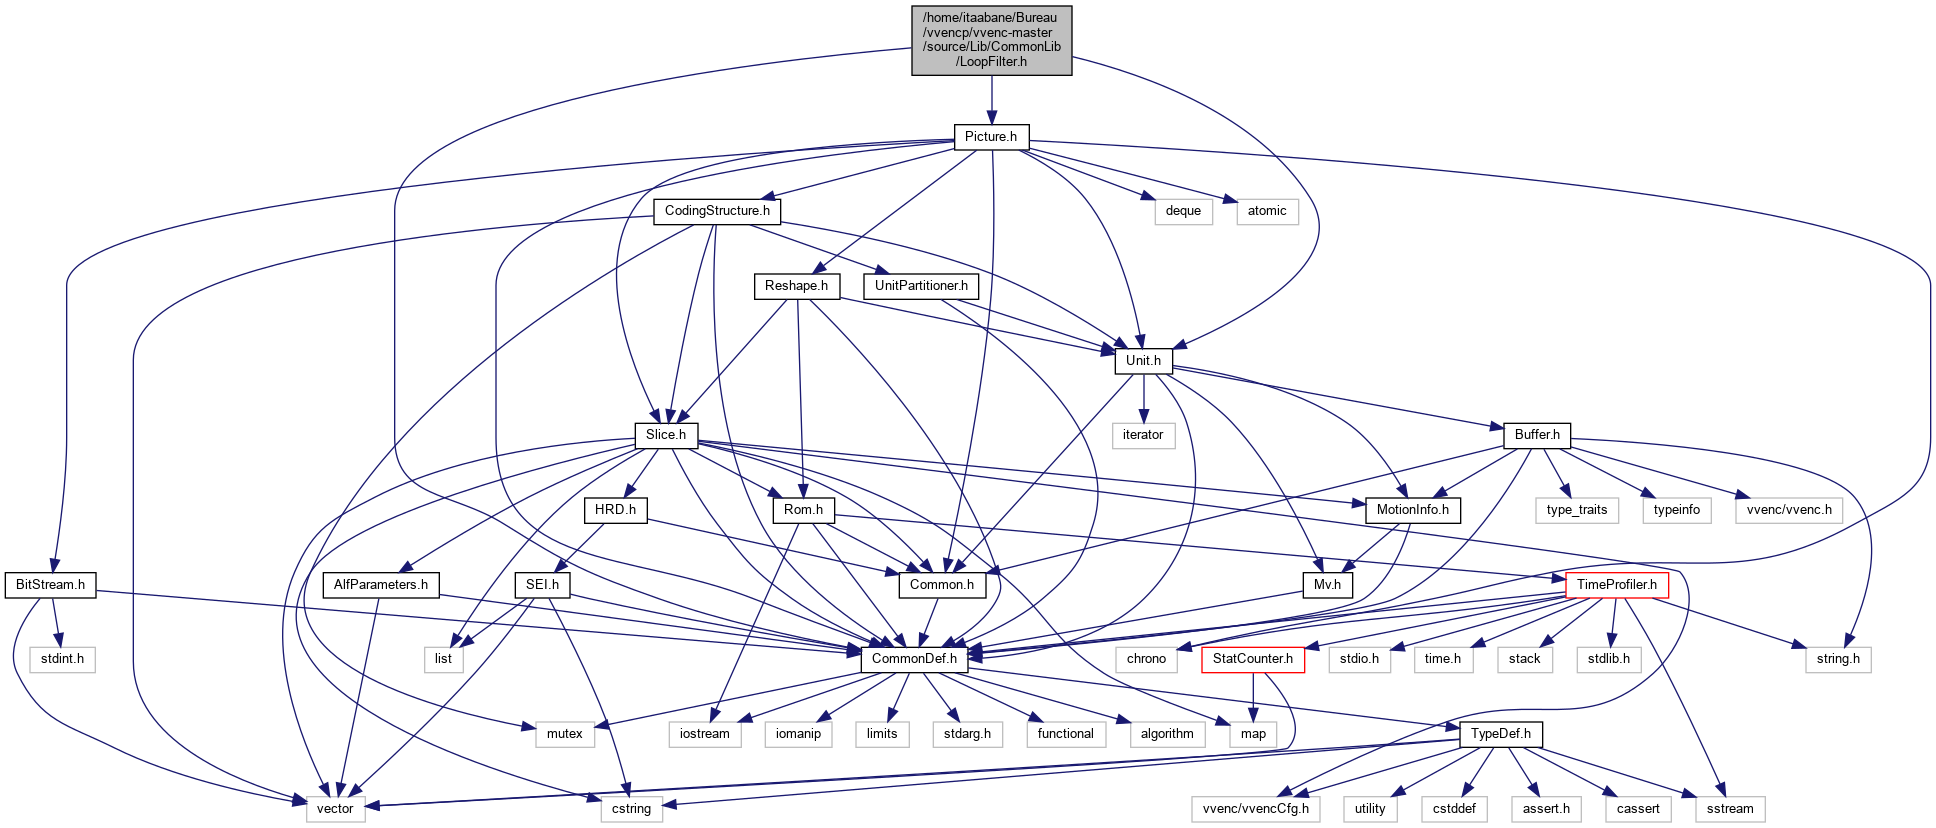 /home/itaabane/Bureau
/vvencp/vvenc-master
/source/Lib/CommonLib
/LoopFilter.h
Picture.h
CodingStructure.h
deque
atomic
Reshape.h
UnitPartitioner.h
Unit.h
Slice.h
iterator
Buffer.h
HRD.h
Rom.h
MotionInfo.h
type_traits
typeinfo
vvenc/vvenc.h
BitStream.h
AlfParameters.h
SEI.h
Common.h
Mv.h
TimeProfiler.h
stdint.h
list
CommonDef.h
chrono
StatCounter.h
stdio.h
time.h
stack
stdlib.h
string.h
mutex
iostream
iomanip
limits
stdarg.h
functional
algorithm
map
TypeDef.h
vector
cstring
vvenc/vvencCfg.h
utility
cstddef
assert.h
cassert
sstream